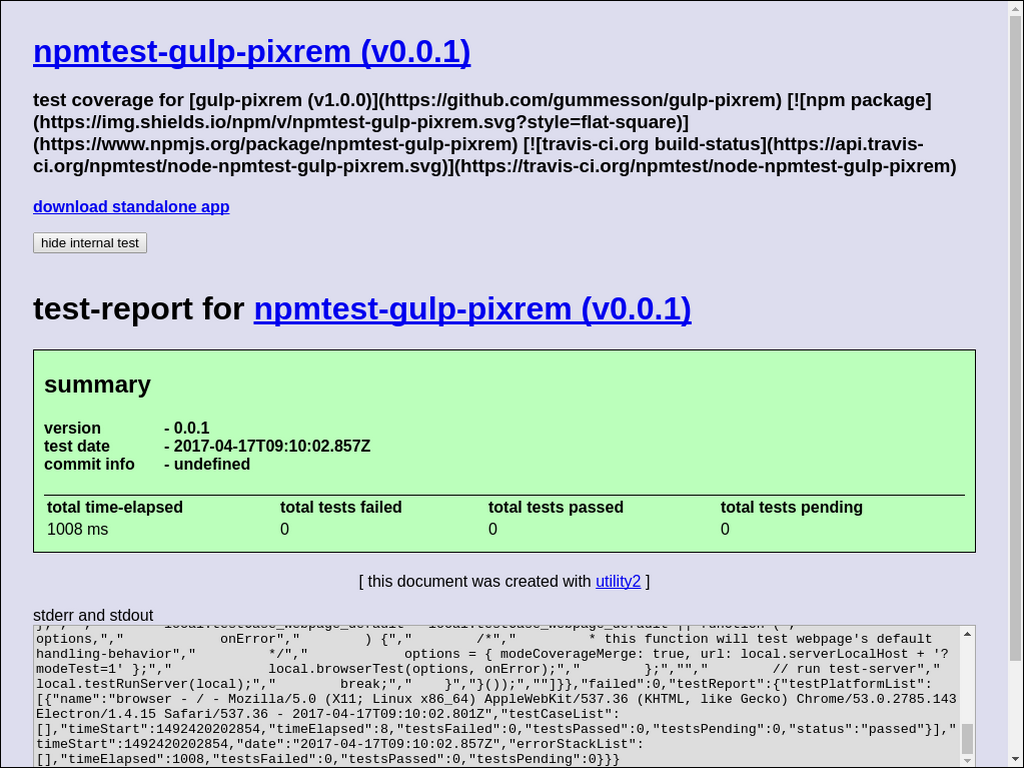 npmtest-gulp-pixrem (v0.0.1)
test coverage for [gulp-pixrem (v1.0.0)](https://github.com/gummesson/gulp-pixrem) [![npm package]
(https://img.shields.io/npm/v/npmtest-gulp-pixrem.svg?style=flat-square)]
(https://www.npmjs.org/package/npmtest-gulp-pixrem) [![travis-ci.org build-status](https://api.travis-
ci.org/npmtest/node-npmtest-gulp-pixrem.svg)](https://travis-ci.org/npmtest/node-npmtest-gulp-pixrem)
download standalone app
hide internal test
test-report for npmtest-gulp-pixrem (v0.0.1)
summary
version - 0.0.1
test date - 2017-04-17T09:10:02.857Z
commit info - undefined
total time-elapsed total tests failed total tests passed total tests pending
1008 ms 0 0 0
[ this document was created with utility2 ]
stderr and stdout
options,","            onError","        ) {","        /*","         * this function will test webpage's default
handling-behavior","         */","            options = { modeCoverageMerge: true, url: local.serverLocalHost + '?
modeTest=1' };","            local.browserTest(options, onError);","        };","","        // run test-server","
local.testRunServer(local);","        break;","    }","}());",""]}},"failed":0,"testReport":{"testPlatformList":
[{"name":"browser - / - Mozilla/5.0 (X11; Linux x86_64) AppleWebKit/537.36 (KHTML, like Gecko) Chrome/53.0.2785.143
Electron/1.4.15 Safari/537.36 - 2017-04-17T09:10:02.801Z","testCaseList":
[],"timeStart":1492420202854,"timeElapsed":8,"testsFailed":0,"testsPassed":0,"testsPending":0,"status":"passed"}],"
timeStart":1492420202854,"date":"2017-04-17T09:10:02.857Z","errorStackList":
[],"timeElapsed":1008,"testsFailed":0,"testsPassed":0,"testsPending":0}}}